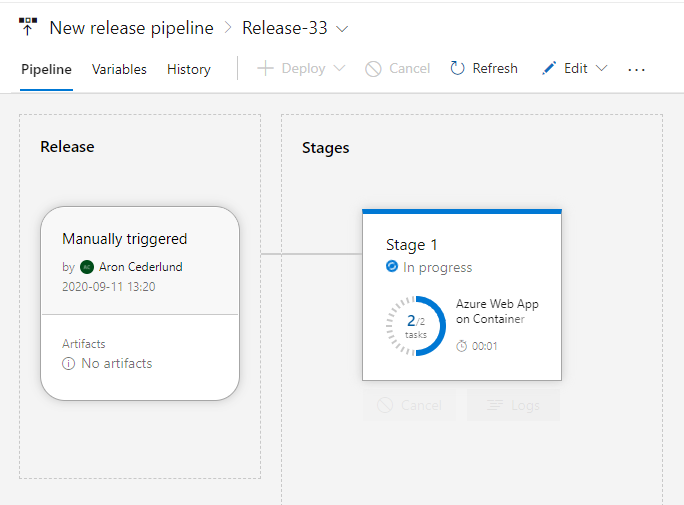 New release pipeline > Release-33
Pipeline Variables History Deploy Cancel Refresh Edit ...
Release
Stages
Manually triggered
by Aron Cederlund
2020-09-11 13:20
Artifacts
No artifacts
Stage 1
In progress
2/2
tasks
Azure Web App
on Container
00:01
Cancel Logs